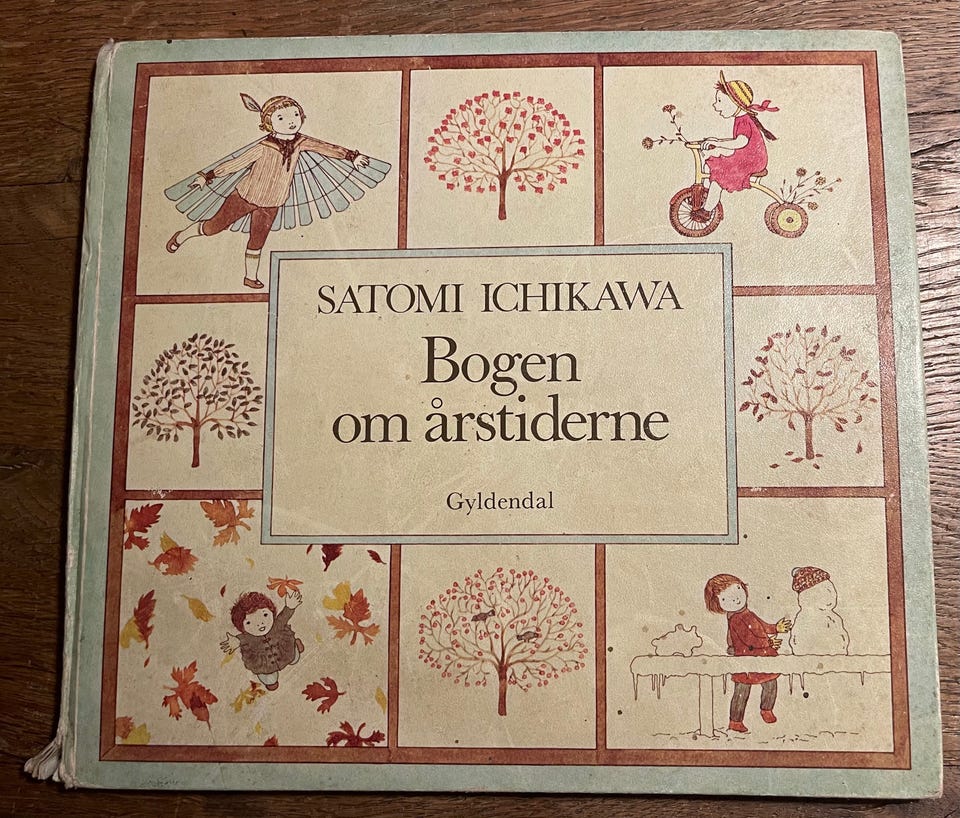 SATOMI ICHIKAWA
Bogen
om årstiderne
Gyldendal